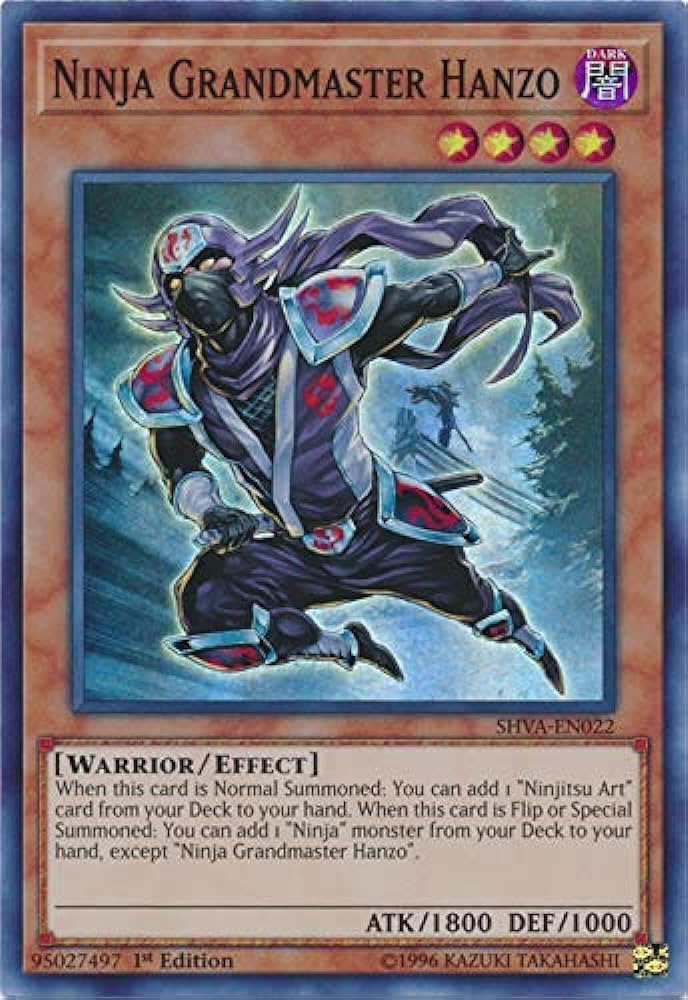 Ninja Grandmaster Hanzo
DARK
闇
SHVA-EN022
[Warrior/Effect]
When this card is Normal Summoned: You can add 1 "Ninjitsu Art"
card from your Deck to your hand. When this card is Flip or Special
Summoned: You can add 1 "Ninja" monster from your Deck to your
hand, except "Ninja Grandmaster Hanzo".
ATK/1800 DEF/1000
95027497 1st Edition ©1996 KAZUKI TAKAHASHI